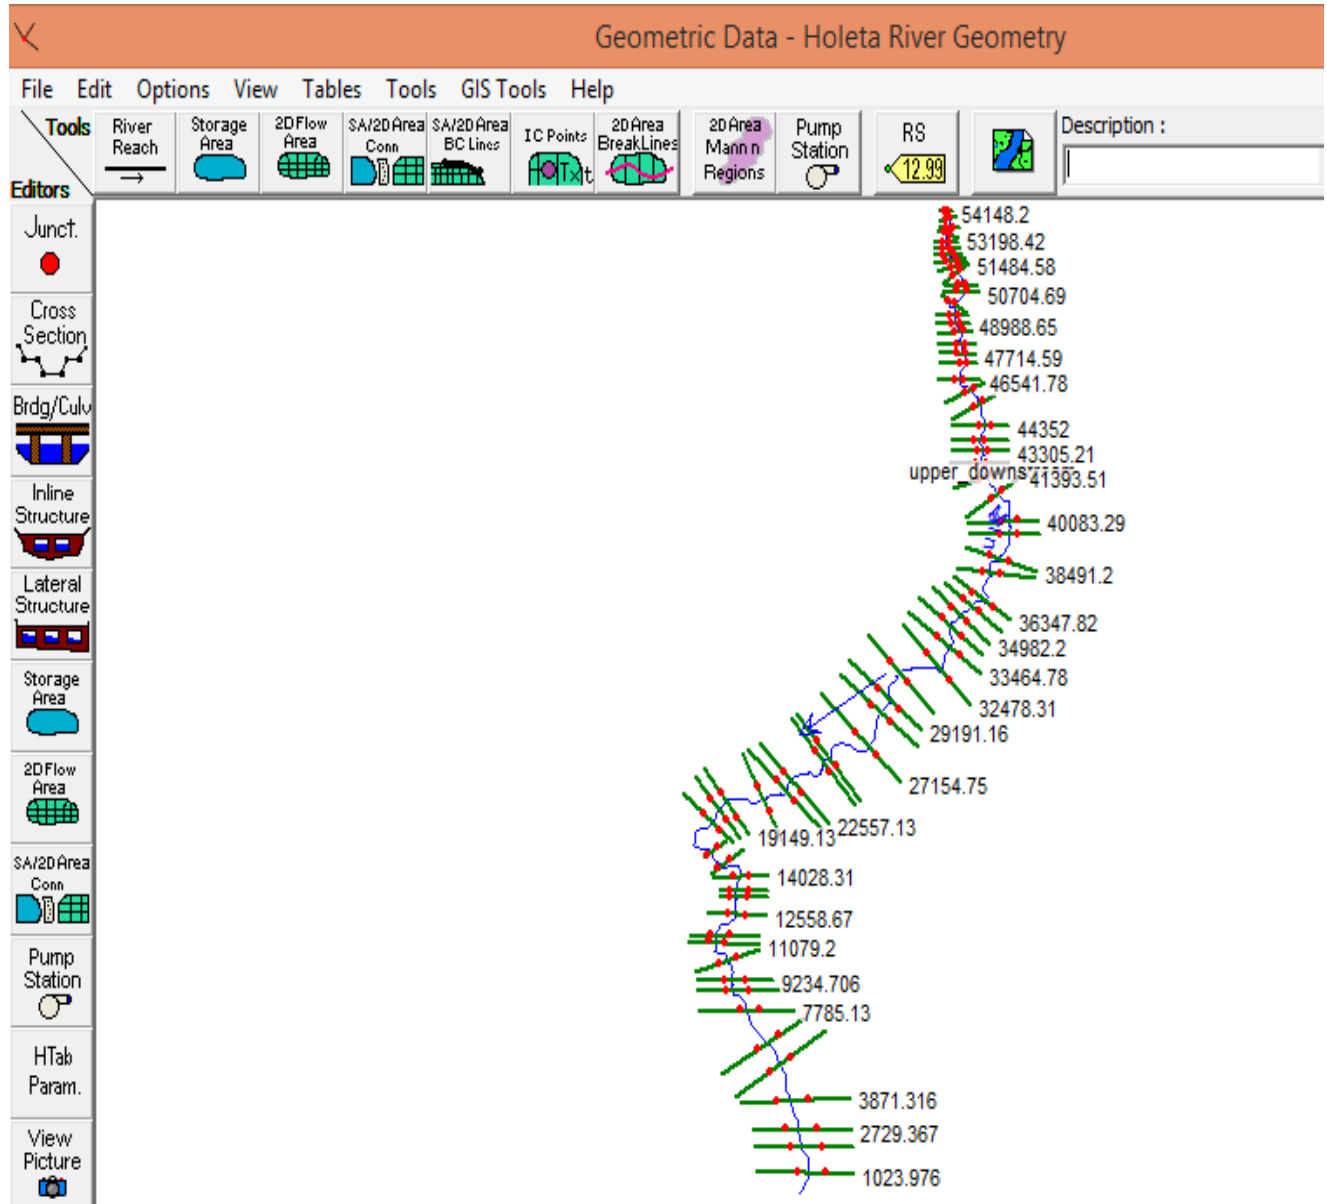 Geometric Data - Holeta River Geometry
File Edit Options View Tables Tools GIS Tools Help
Tools
Editors
River
Reach
Storage
Area
2D Flow
Area
SA/2D Area
Conn
SA/2D Area
BC Lines
IC Points
Txt
2D Area
BreakLines
2D Area
Mann n
Regions
Pump
Station
RS
12.99
Description :
Junct.
Cross
Section
Brdg/Culv
Inline
Structure
Lateral
Structure
Storage
Area
2D Flow
Area
SA/2D Area
Conn
Pump
Station
HTab
Param.
View
Picture
54148.2
53198.42
51484.58
50704.69
48988.65
47714.59
46541.78
44352
43305.21
upper_downs
41393.51
40083.29
38491.2
36347.82
34982.2
33464.78
32478.31
29191.16
27154.75
22557.13
19149.13
14028.31
12558.67
11079.2
9234.706
7785.13
3871.316
2729.367
1023.976